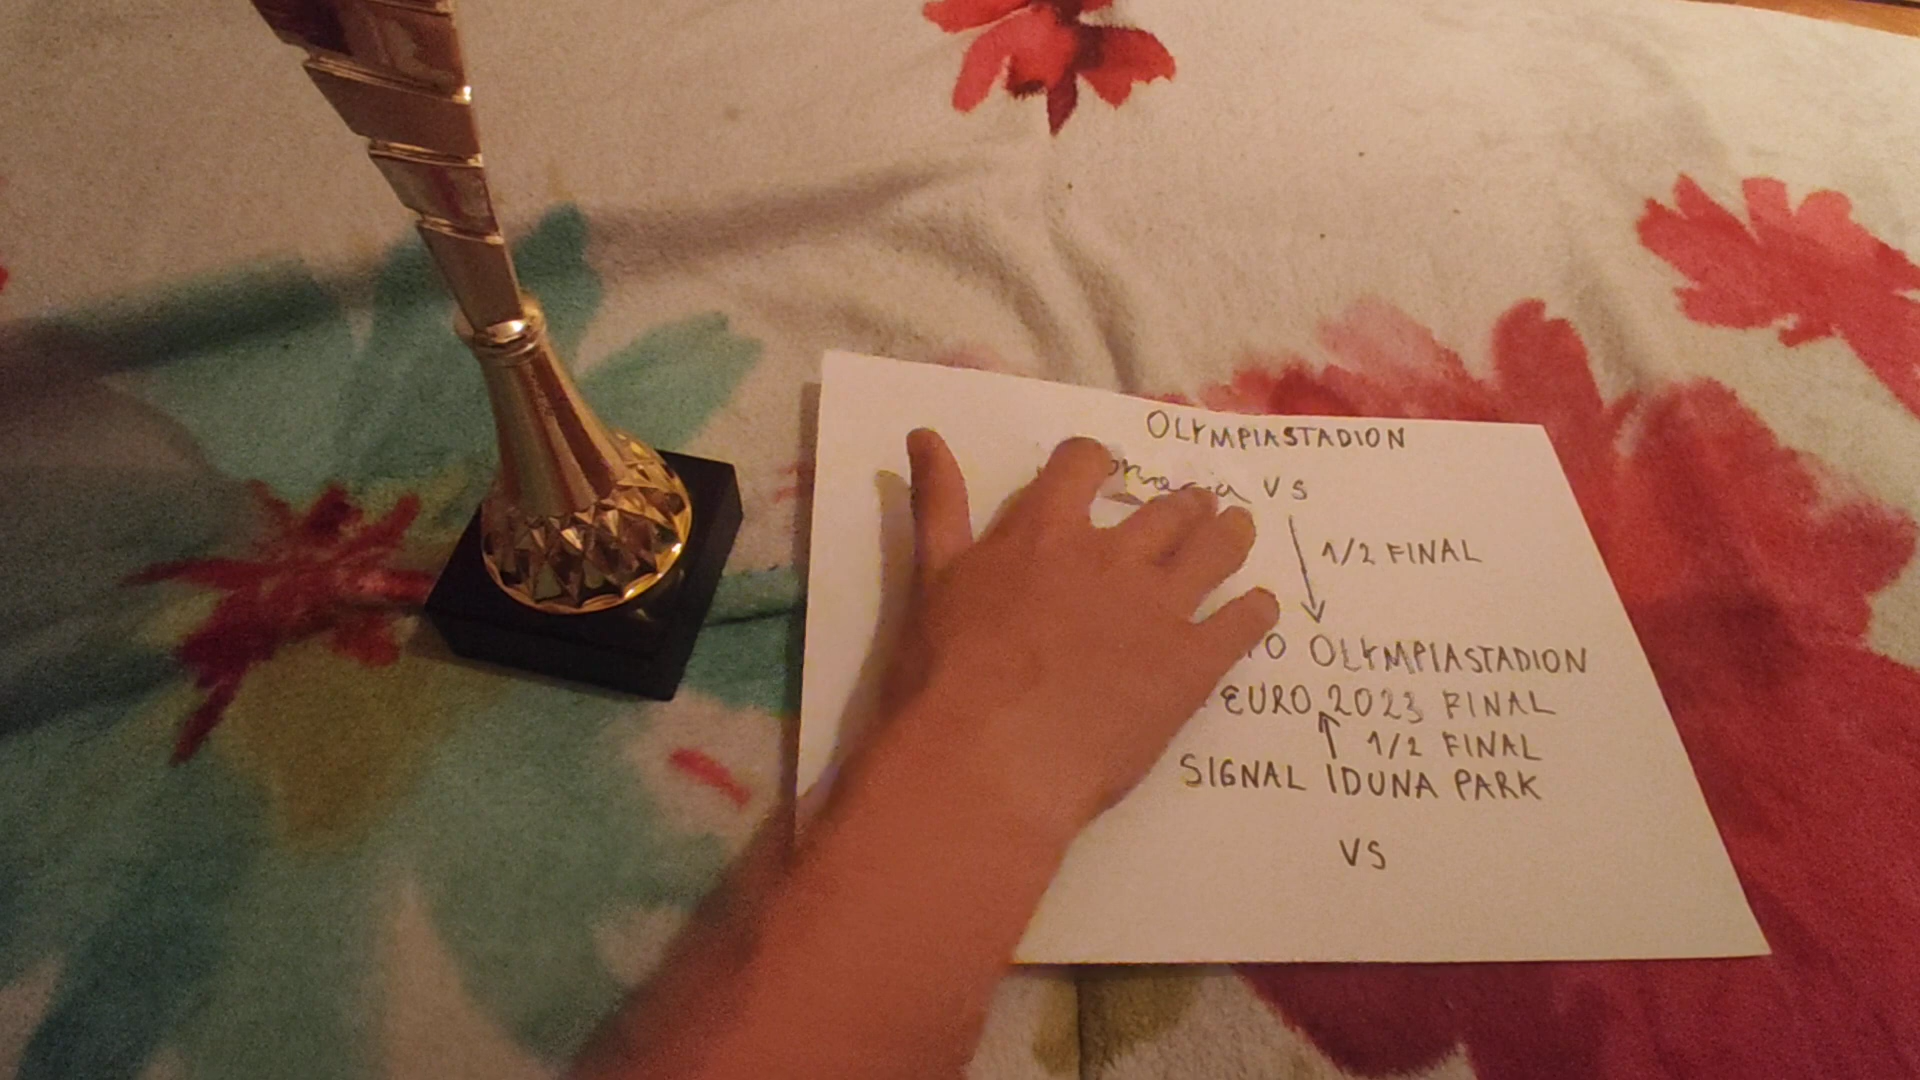 OLYMPIASTADION
VS
1/2 FINAL
OLYMPIASTADION
EURO 2023 FINAL
1/2 FINAL
SIGNAL IDUNA PARK
VS